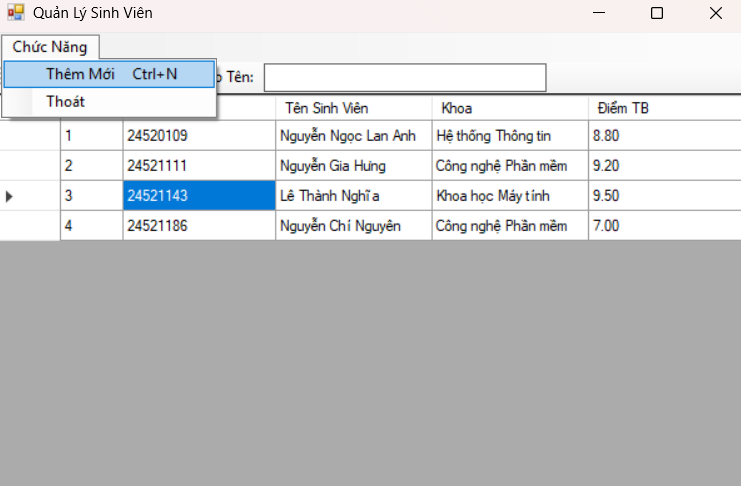 Quản Lý Sinh Viên
Chức Năng
Thêm Mới Ctrl+N
Tên:
Thoát
Tên Sinh Viên Khoa Điểm TB
1 24520109 Nguyễn Ngọc Lan Anh Hệ thống Thông tin 8.80
2 24521111 Nguyễn Gia Hưng Công nghệ Phần mềm 9.20
3 24521143 Lê Thành Nghĩa Khoa học Máy tính 9.50
4 24521186 Nguyễn Chí Nguyên Công nghệ Phần mềm 7.00